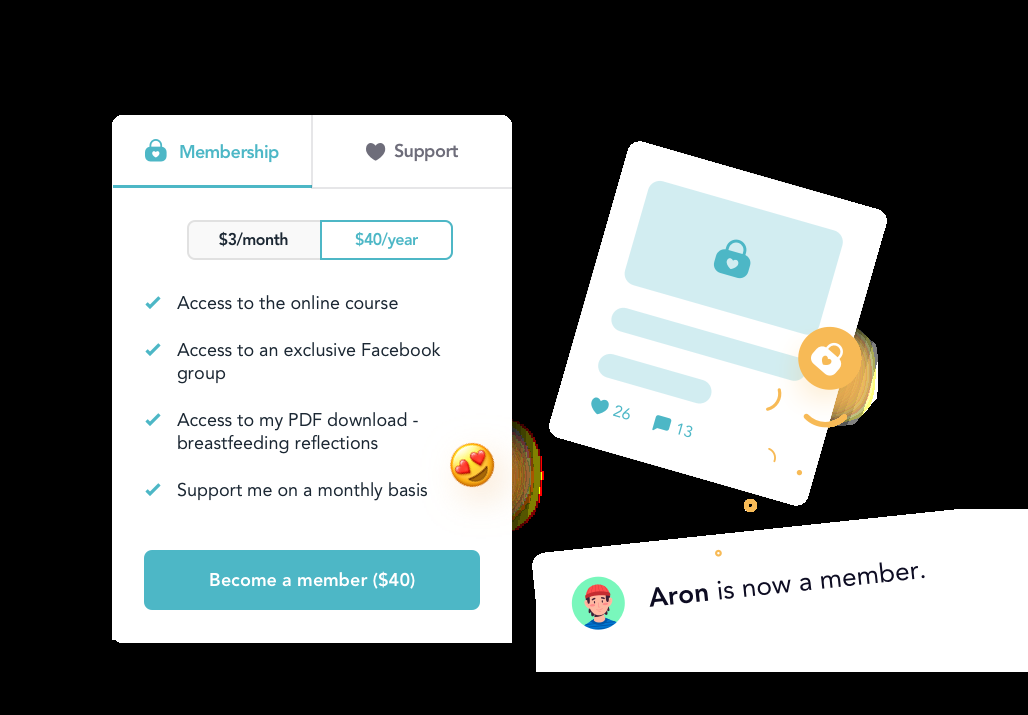 Membership
Support
$3/month
$40/year
Access to the online course
Access to an exclusive Facebook
group
Access to my PDF download -
breastfeeding reflections
Support me on a monthly basis
Become a member ($40)
26
13
Aron is now a member.